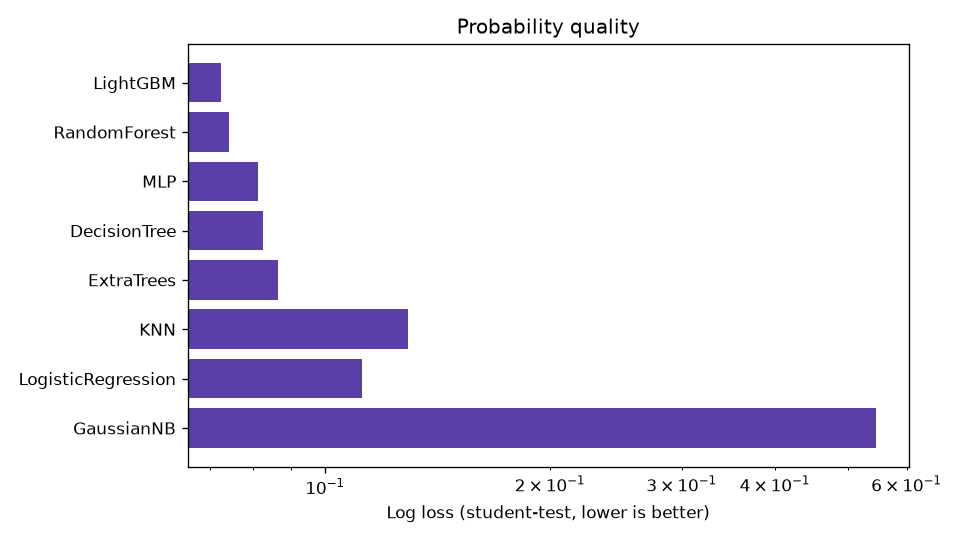 Probability quality
LightGBM
RandomForest
MLP
DecisionTree
ExtraTrees
KNN
LogisticRegression
GaussianNB
10⁻¹ 2 × 10⁻¹ 3 × 10⁻¹ 4 × 10⁻¹ 6 × 10⁻¹
Log loss (student-test, lower is better)